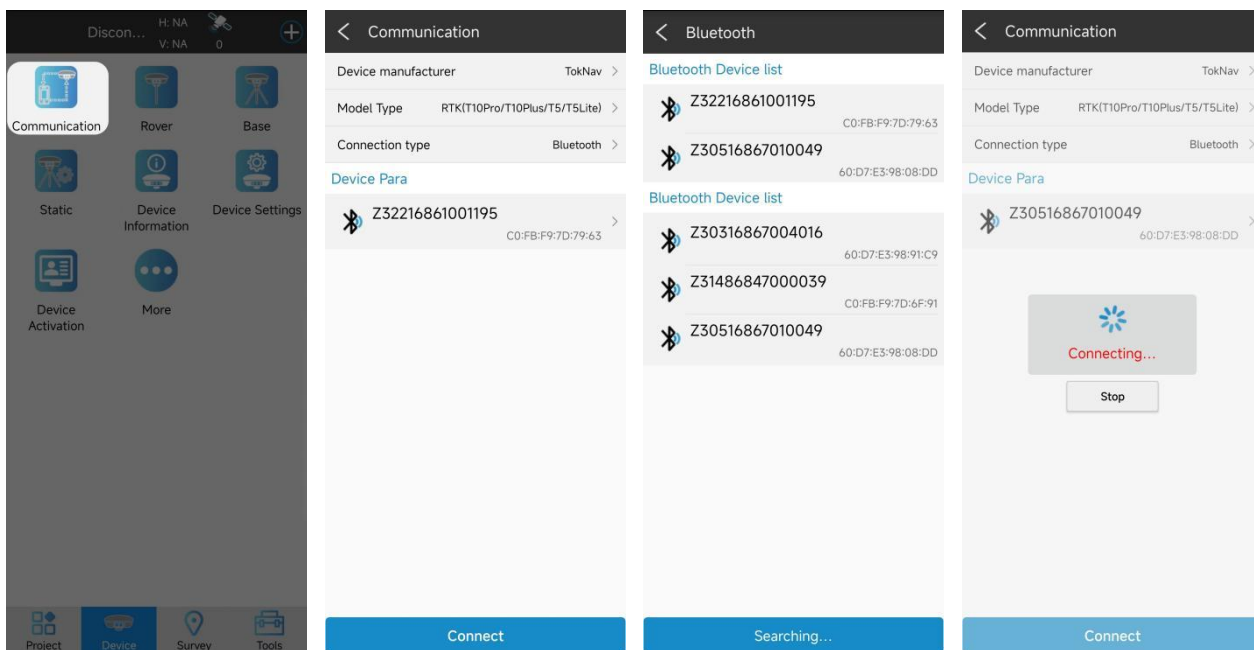 H: NA
Discon...
V: NA
0
Communication
Rover
Base
Static
Device
Information
Device Settings
Device
Activation
More
Project
Device
Survey
Tools
Communication
Device manufacturer TokNav
Model Type RTK(T10Pro/T10Plus/T5/T5Lite)
Connection type Bluetooth
Device Para
Z32216861001195
C0:FB:F9:7D:79:63
Connect
Bluetooth
Bluetooth Device list
Z32216861001195
C0:FB:F9:7D:79:63
Z30516867010049
60:D7:E3:98:08:DD
Bluetooth Device list
Z30316867004016
60:D7:E3:98:91:C9
Z31486847000039
C0:FB:F9:7D:6F:91
Z30516867010049
60:D7:E3:98:08:DD
Searching...
Communication
Device manufacturer TokNav
Model Type RTK(T10Pro/T10Plus/T5/T5Lite)
Connection type Bluetooth
Device Para
Z30516867010049
60:D7:E3:98:08:DD
Connecting...
Stop
Connect